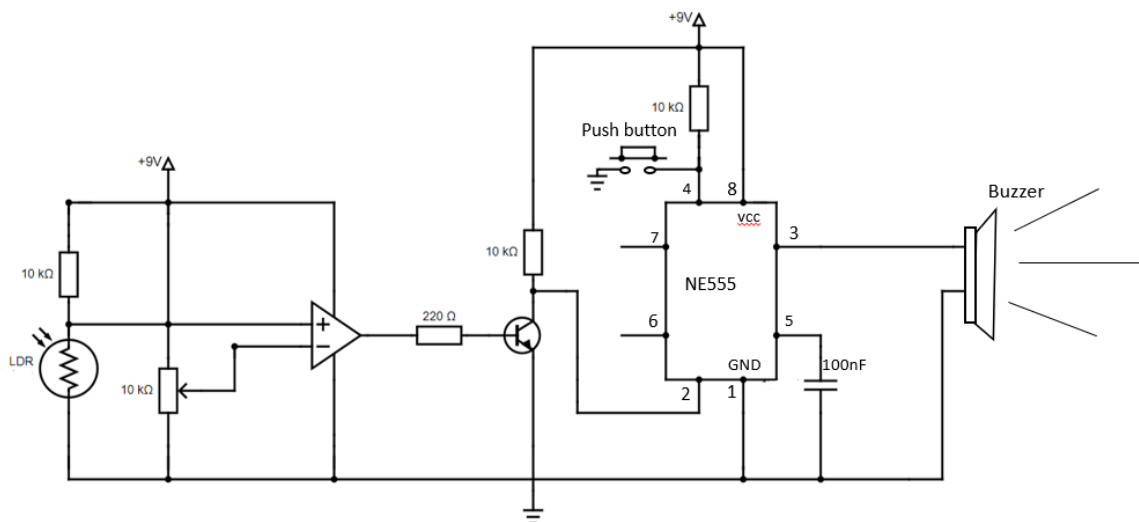 +9V
10 kΩ
Push button
+9V
4
8
vcc
Buzzer
3
7
10 kΩ
10 kΩ
NE555
220 Ω
6
5
LDR
10 kΩ
GND
100nF
2
1
+
−